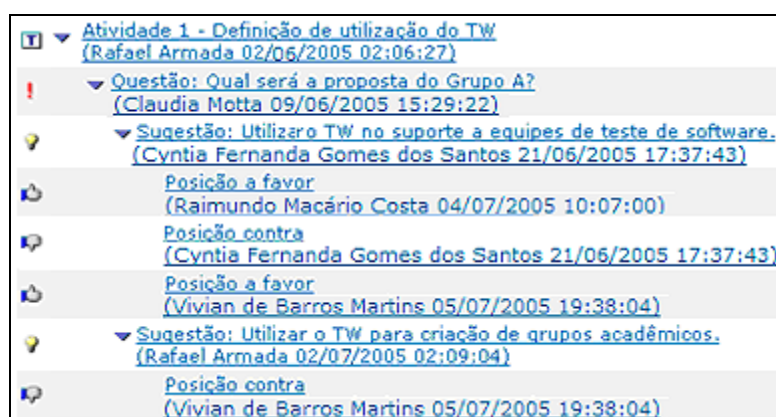 T
Atividade 1 - Definição de utilização do TW
(Rafael Armada 02/06/2005 02:06:27)
Questão: Qual será a proposta do Grupo A?
(Claudia Motta 09/06/2005 15:29:22)
Sugestão: Utilizaro TW no suporte a equipes de teste de software.
(Cyntia Fernanda Gomes dos Santos 21/06/2005 17:37:43)
Posição a favor
(Raimundo Macário Costa 04/07/2005 10:07:00)
Posição contra
(Cyntia Fernanda Gomes dos Santos 21/06/2005 17:37:43)
Posição a favor
(Vivian de Barros Martins 05/07/2005 19:38:04)
Sugestão: Utilizar o TW para criação de grupos acadêmicos.
(Rafael Armada 02/07/2005 02:09:04)
Posição contra
(Vivian de Barros Martins 05/07/2005 19:38:04)